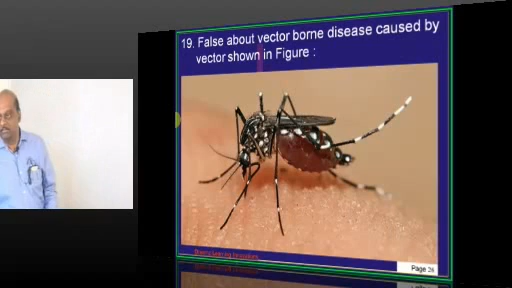 19. False about vector borne disease caused by
vector shown in Figure :
Page 26